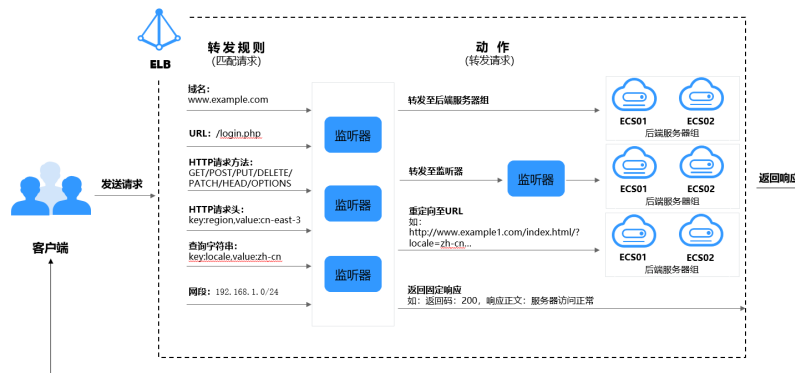 ELB
转发规则
(匹配请求)
动 作
(转发请求)
域名：
www.example.com
URL：/login.php
HTTP请求方法：
GET/POST/PUT/DELETE/
PATCH/HEAD/OPTIONS
HTTP请求头：
key:region,value:cn-east-3
查询字符串：
key:locale,value:zh-cn
网段：192.168.1.0/24
监听器
监听器
监听器
转发至后端服务器组
转发至监听器
监听器
重定向至URL
如：
http://www.example1.com/index.html/?
locale=zh-cn...
返回固定响应
如：返回码：200，响应正文：服务器访问正常
ECS01
ECS02
后端服务器组
ECS01
ECS02
后端服务器组
ECS01
ECS02
后端服务器组
发送请求
客户端
返回响应